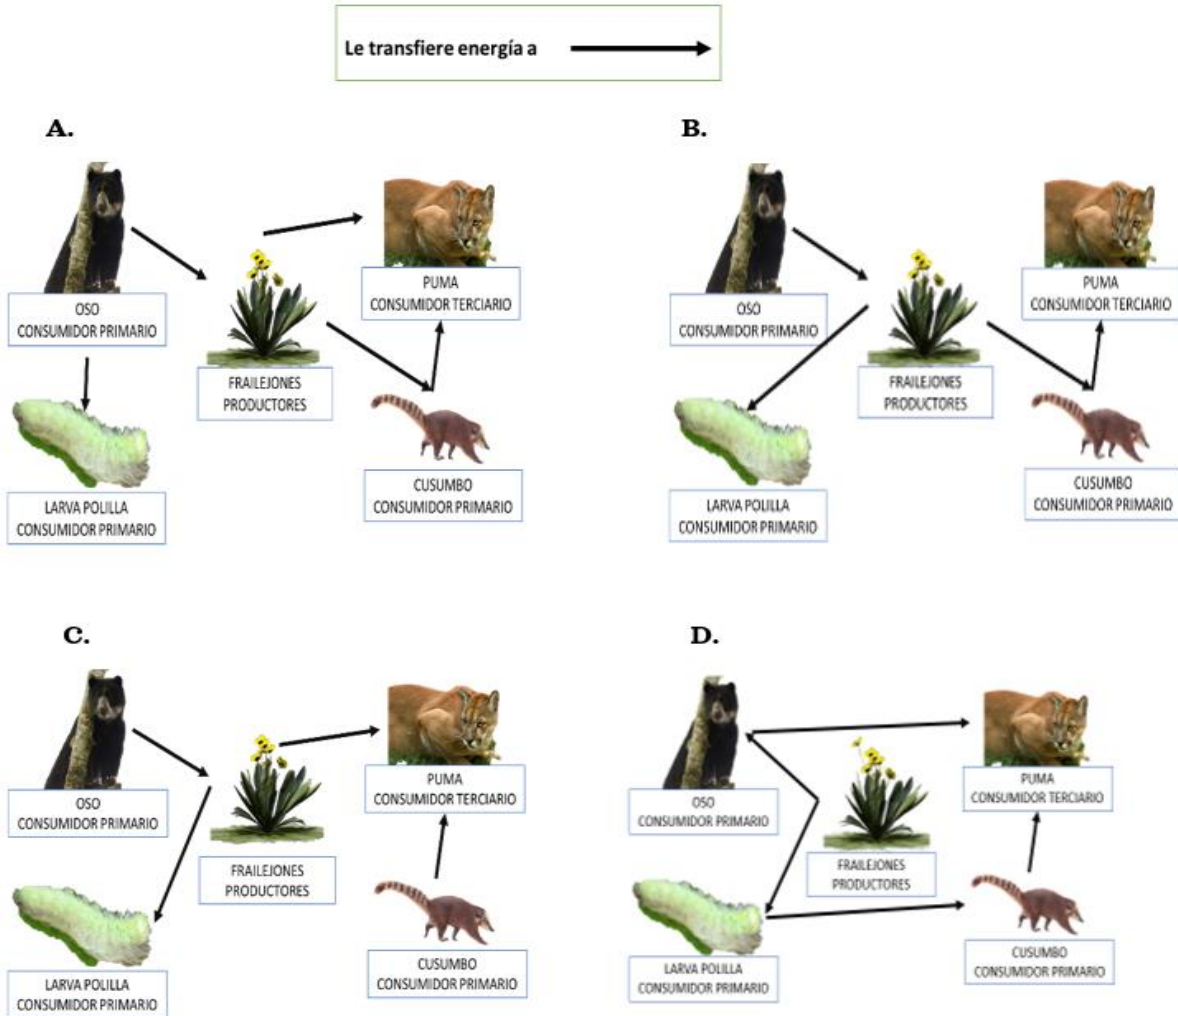 Le transfiere energía a
A.
B.
OSO
CONSUMIDOR PRIMARIO
PUMA
CONSUMIDOR TERCIARIO
FRAILEJONES
PRODUCTORES
LARVA POLILLA
CONSUMIDOR PRIMARIO
CUSUMBO
CONSUMIDOR PRIMARIO
OSO
CONSUMIDOR PRIMARIO
PUMA
CONSUMIDOR TERCIARIO
FRAILEJONES
PRODUCTORES
LARVA POLILLA
CONSUMIDOR PRIMARIO
CUSUMBO
CONSUMIDOR PRIMARIO
C.
D.
OSO
CONSUMIDOR PRIMARIO
PUMA
CONSUMIDOR TERCIARIO
FRAILEJONES
PRODUCTORES
LARVA POLILLA
CONSUMIDOR PRIMARIO
CUSUMBO
CONSUMIDOR PRIMARIO
OSO
CONSUMIDOR PRIMARIO
PUMA
CONSUMIDOR TERCIARIO
FRAILEJONES
PRODUCTORES
LARVA POLILLA
CONSUMIDOR PRIMARIO
CUSUMBO
CONSUMIDOR PRIMARIO